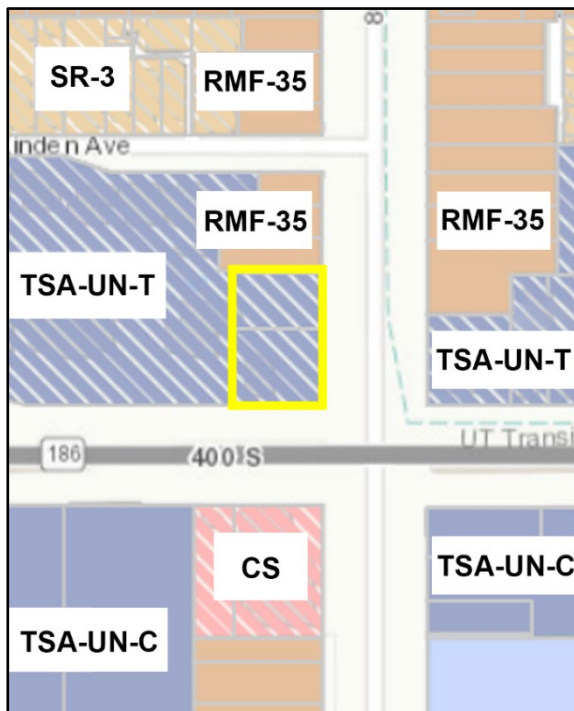 8
SR-3
RMF-35
inden Ave
RMF-35
RMF-35
TSA-UN-T
TSA-UN-T
UT Transi
186
400 S
CS
TSA-UN-C
TSA-UN-C